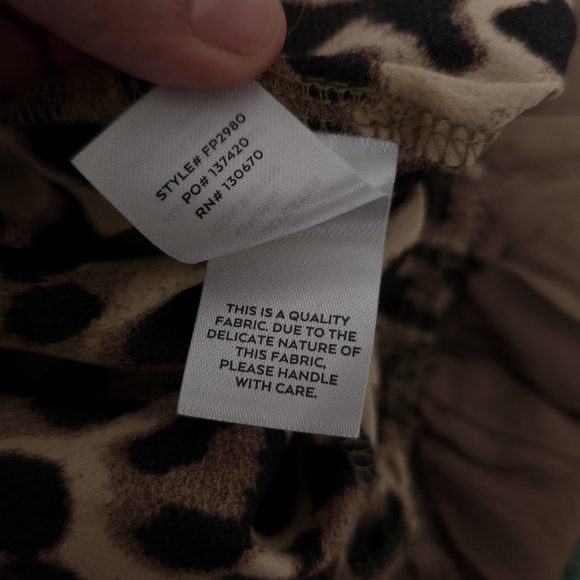 STYLE# FP2980
PO# 137420
RN# 130670
THIS IS A QUALITY
FABRIC. DUE TO THE
DELICATE NATURE OF
THIS FABRIC,
PLEASE HANDLE
WITH CARE.